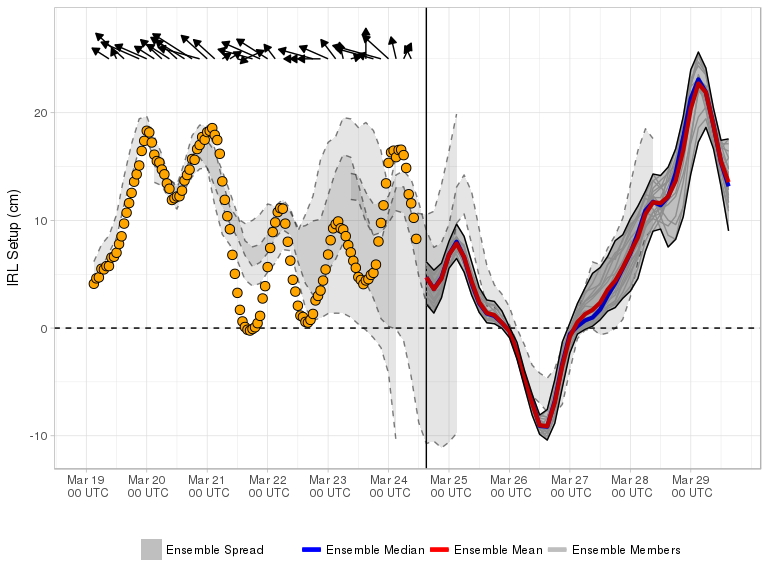 IRL Setup (cm)
20
10
0
-10
Mar 19 Mar 20 Mar 21 Mar 22 Mar 23 Mar 24 Mar 25 Mar 26 Mar 27 Mar 28 Mar 29
00 UTC 00 UTC 00 UTC 00 UTC 00 UTC 00 UTC 00 UTC 00 UTC 00 UTC 00 UTC 00 UTC
Ensemble Spread Ensemble Median Ensemble Mean Ensemble Members